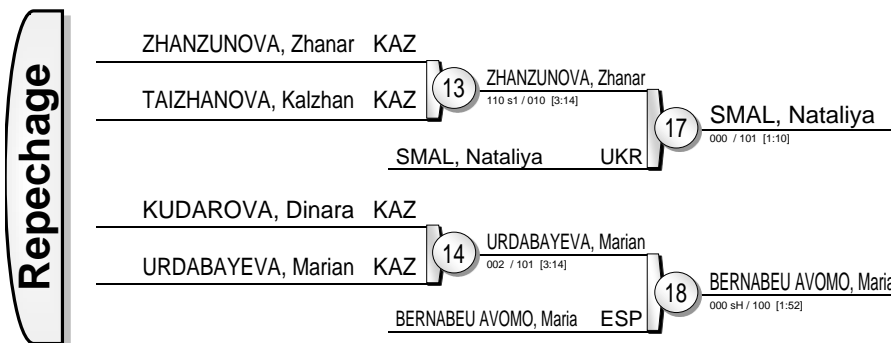 Repechage
ZHANZUNOVA, Zhanar KAZ
TAIZHANOVA, Kalzhan KAZ
13
ZHANZUNOVA, Zhanar
110 s1 / 010 [3:14]
SMAL, Nataliya UKR
17
SMAL, Nataliya
000 / 101 [1:10]
KUDAROVA, Dinara KAZ
URDABAYEVA, Marian KAZ
14
URDABAYEVA, Marian
002 / 101 [3:14]
BERNABEU AVOMO, Maria ESP
18
BERNABEU AVOMO, Maria
000 sH / 100 [1:52]